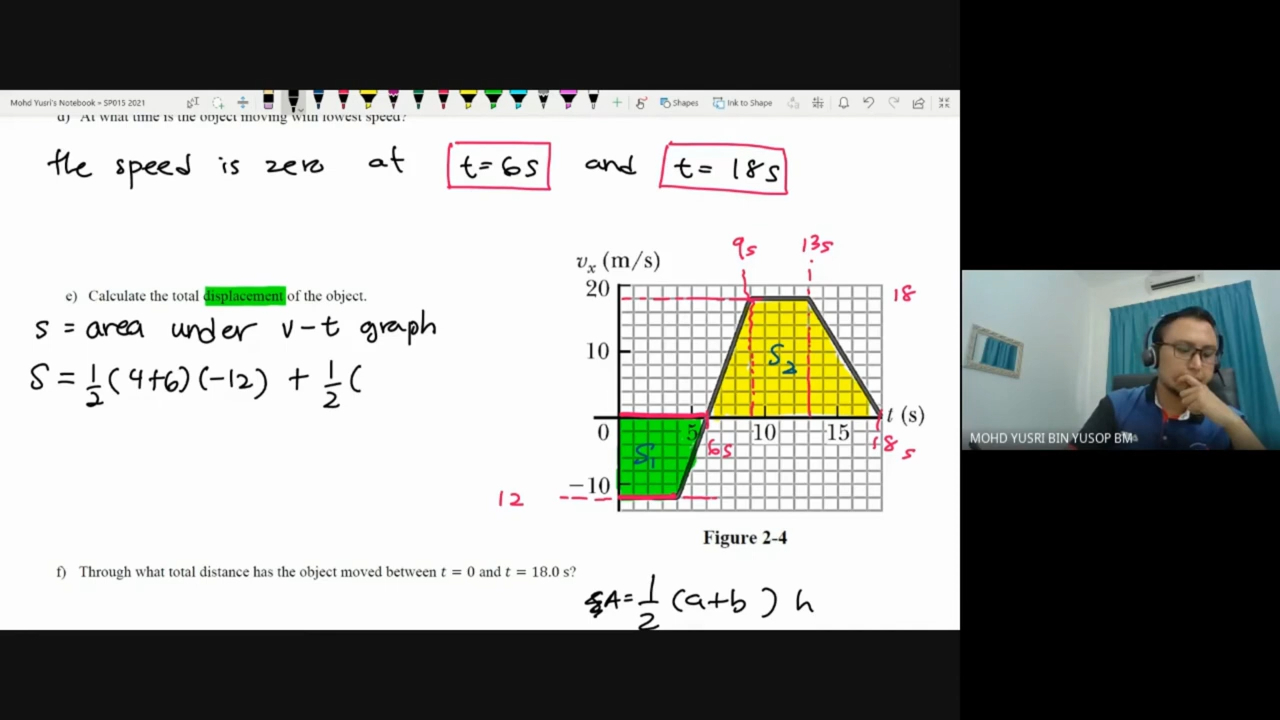 Mohd Yusri's Notebook » SP015 2021
Shapes
Ink to Shape
d) At what time is the object moving with lowest speed?
the speed is zero at t = 6s and t = 18s
e) Calculate the total displacement of the object.
s = area under v-t graph
S = 1/2 (4+6)(-12) + 1/2 (
9s 13s
vx (m/s)
20
18
10
S2
0
5 10 15
t (s)
6s
18s
S1
-10
12
Figure 2-4
f) Through what total distance has the object moved between t = 0 and t = 18.0 s?
A = 1/2 (a+b) h
MOHD YUSRI BIN YUSOP BM